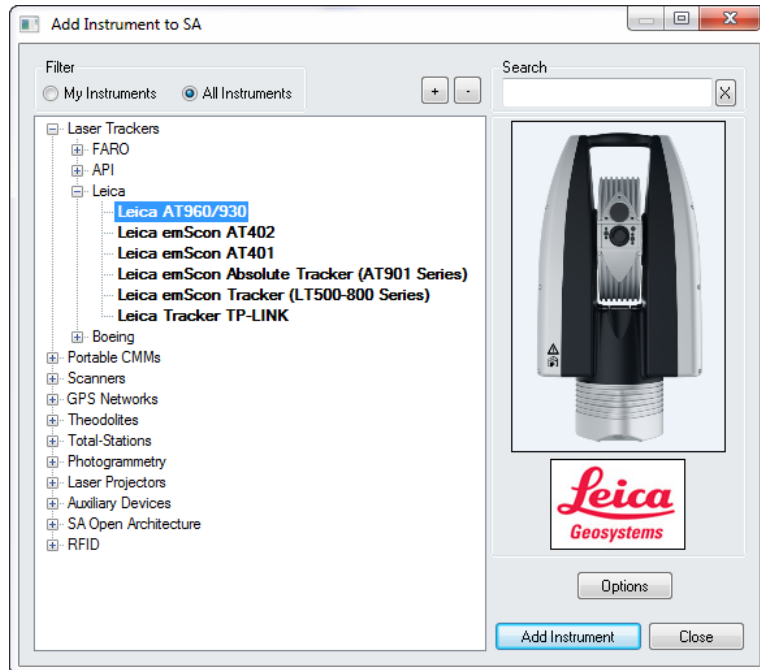 Add Instrument to SA
Filter
My Instruments
All Instruments
+
-
Search
X
Laser Trackers
FARO
API
Leica
Leica AT960/930
Leica emScon AT402
Leica emScon AT401
Leica emScon Absolute Tracker (AT901 Series)
Leica emScon Tracker (LT500-800 Series)
Leica Tracker TP-LINK
Boeing
Portable CMMs
Scanners
GPS Networks
Theodolites
Total-Stations
Photogrammetry
Laser Projectors
Auxiliary Devices
SA Open Architecture
RFID
Leica
Geosystems
Options
Add Instrument
Close